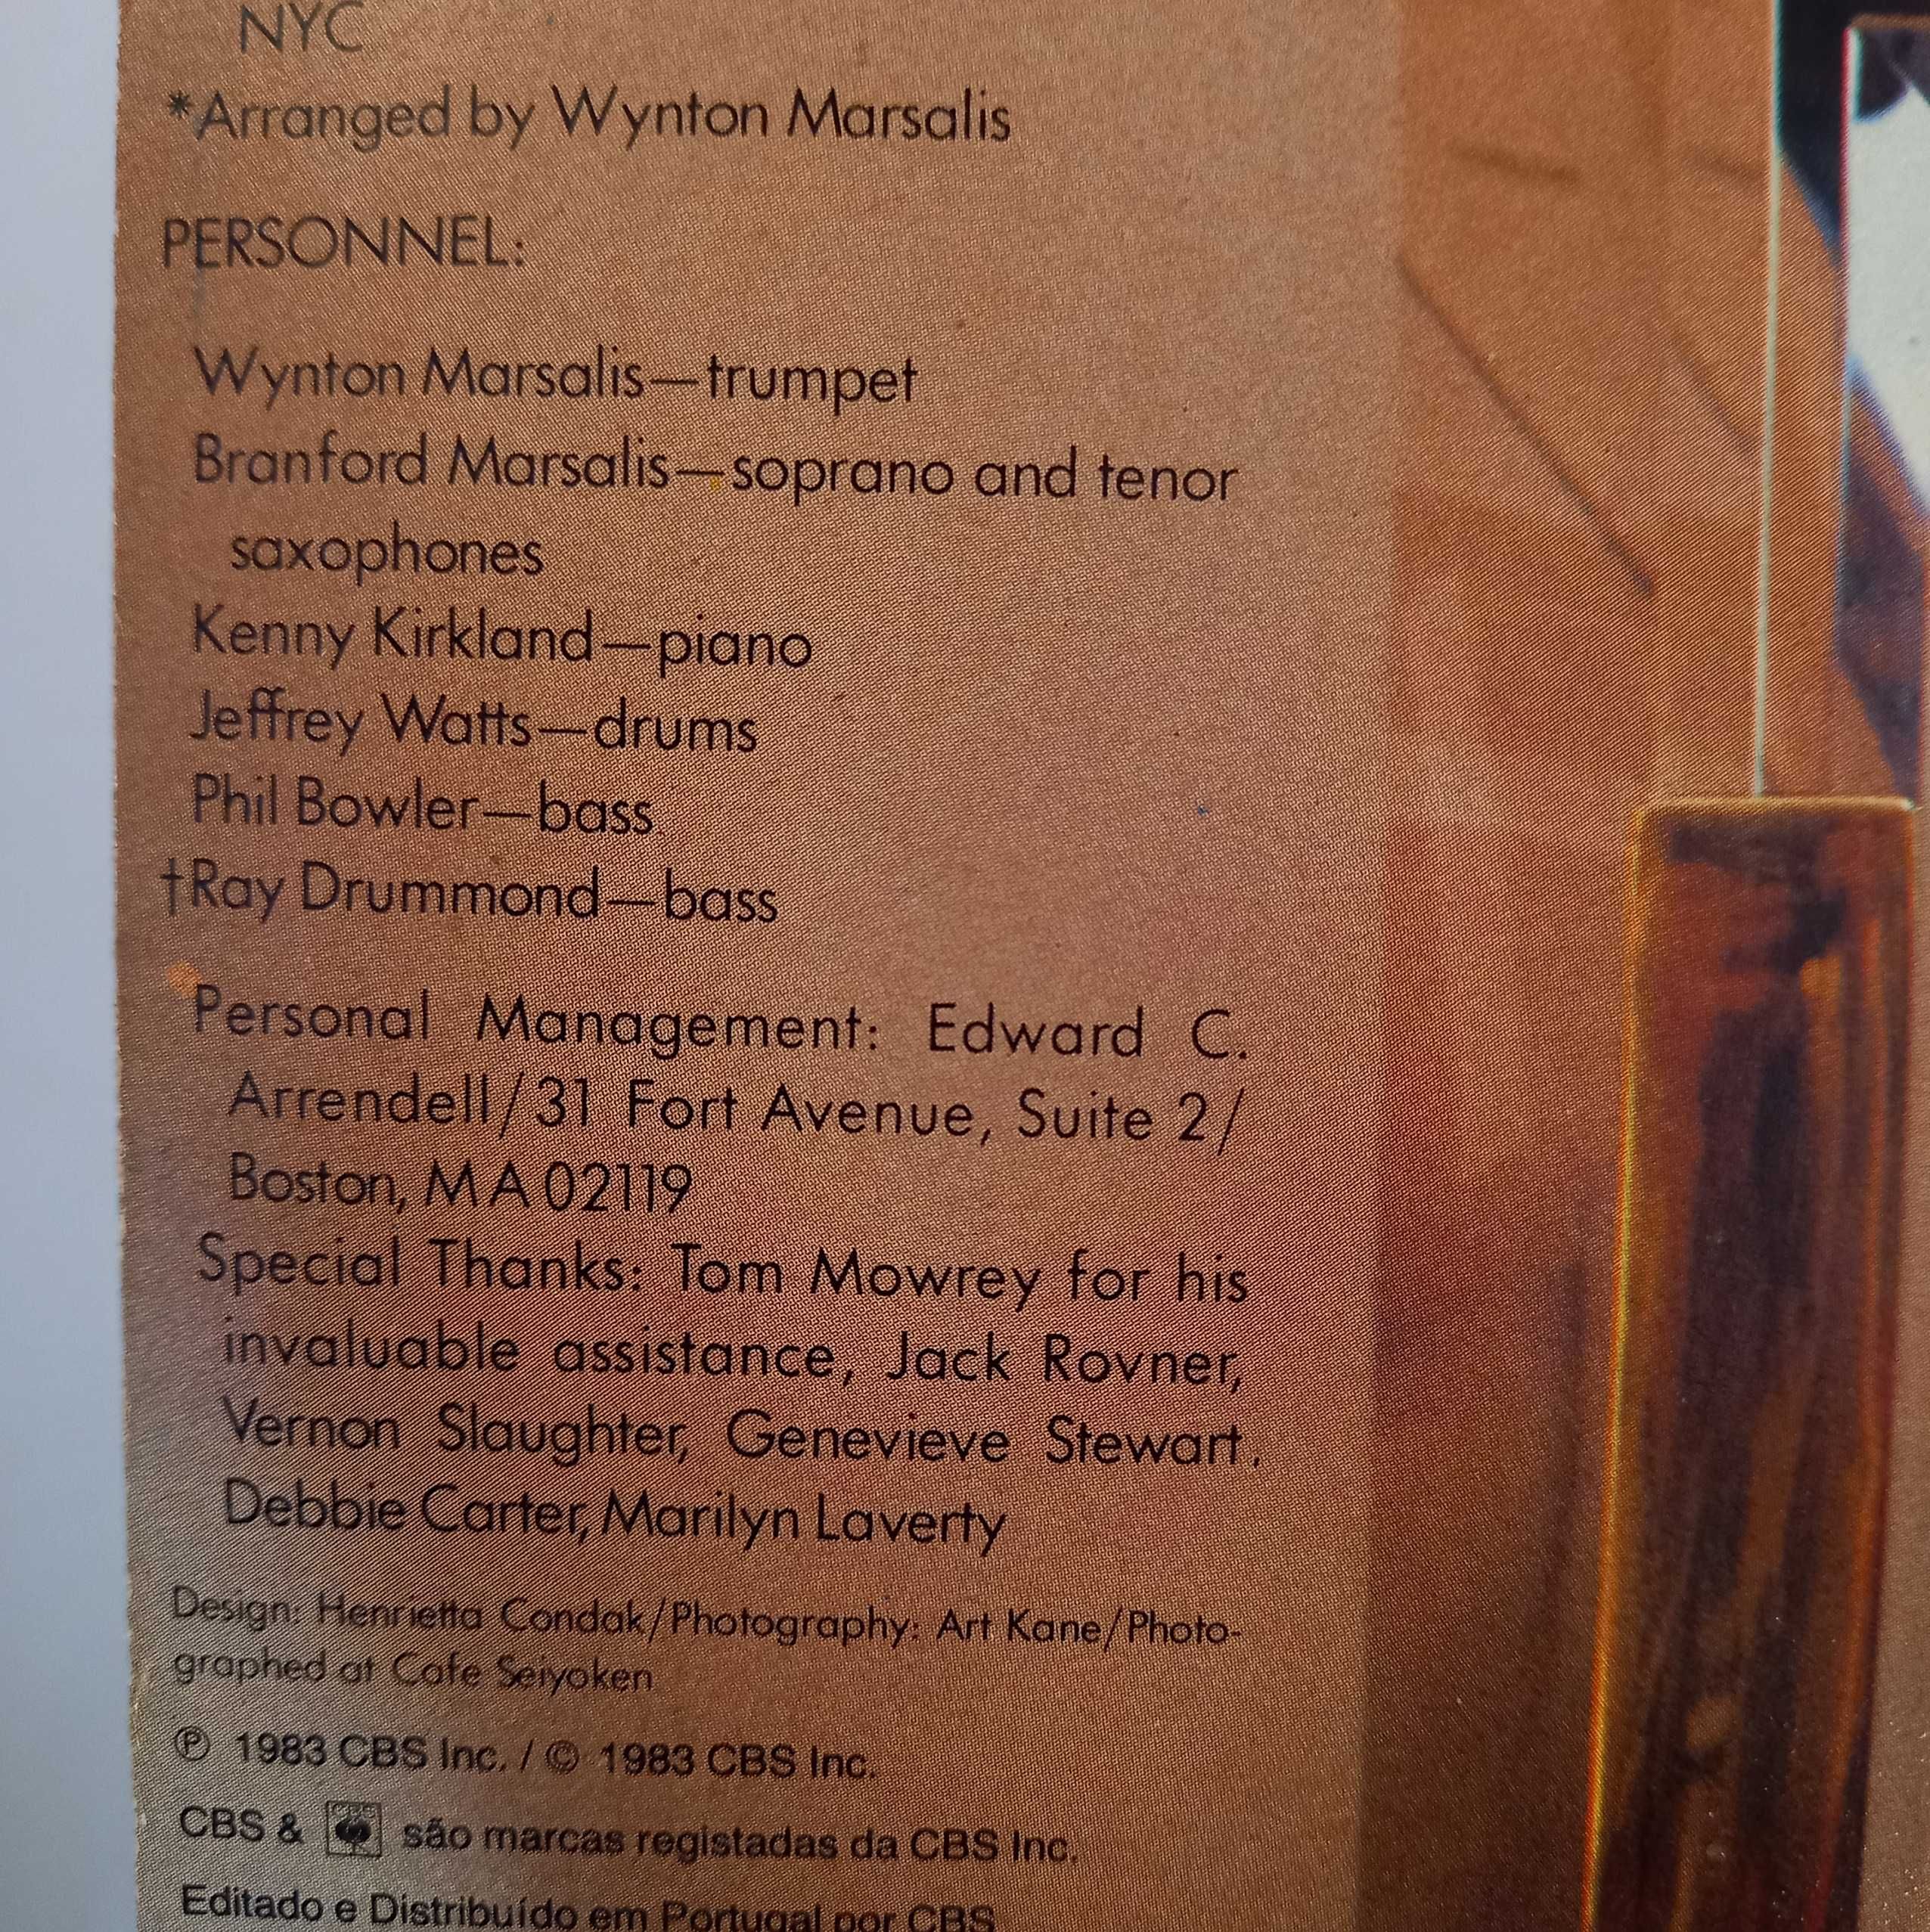 NYC
*Arranged by Wynton Marsalis
PERSONNEL:
Wynton Marsalis—trumpet
Branford Marsalis—soprano and tenor
saxophones
Kenny Kirkland—piano
Jeffrey Watts—drums
Phil Bowler—bass
†Ray Drummond—bass
Personal Management: Edward C.
Arrendell/31 Fort Avenue, Suite 2/
Boston, MA 02119
Special Thanks: Tom Mowrey for his
invaluable assistance, Jack Rovner,
Vernon Slaughter, Genevieve Stewart,
Debbie Carter, Marilyn Laverty
Design: Henrietta Condak/Photography: Art Kane/Photo-
graphed at Cafe Seiyoken
℗ 1983 CBS Inc. / © 1983 CBS Inc.
CBS & são marcas registadas da CBS Inc.
Editado e Distribuído em Portugal por CBS